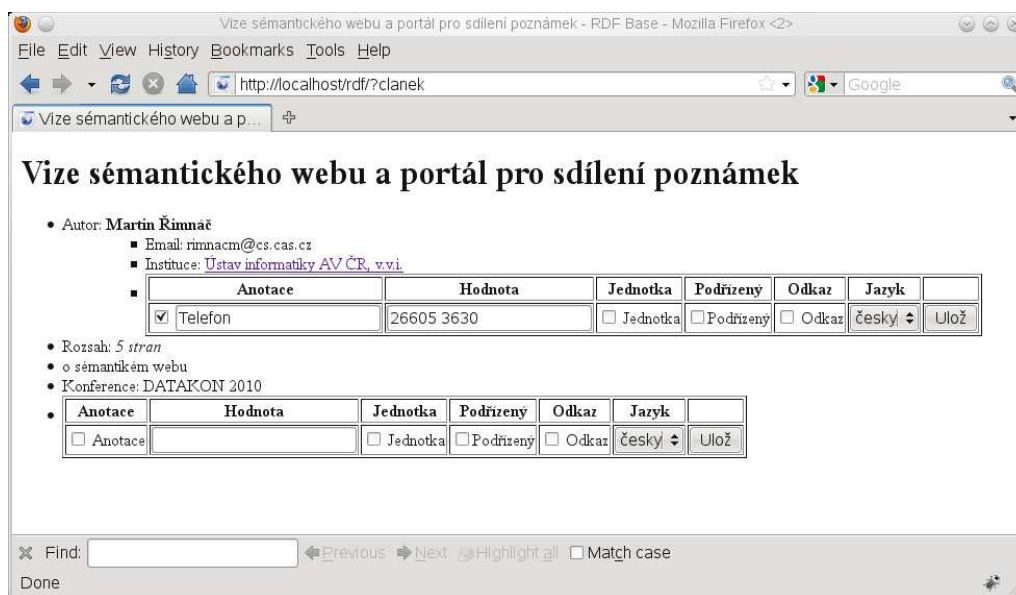 Vize sémantického webu a portál pro sdílení poznámek - RDF Base - Mozilla Firefox <2>
File Edit View History Bookmarks Tools Help
http://localhost/rdf/?clanek Google
Vize sémantického webu a p...
Vize sémantického webu a portál pro sdílení poznámek
Autor: Martin Řimnáč
Email: rimnacm@cs.cas.cz
Instituce: Ústav informatiky AV ČR, v.v.i.
Anotace Hodnota Jednotka Podřízený Odkaz Jazyk
Telefon 26605 3630 Jednotka Podřízený Odkaz česky Ulož
Rozsah: 5 stran
o sémantikém webu
Konference: DATAKON 2010
Anotace Hodnota Jednotka Podřízený Odkaz Jazyk
Anotace Jednotka Podřízený Odkaz česky Ulož
Find: Previous Next Highlight all Match case
Done